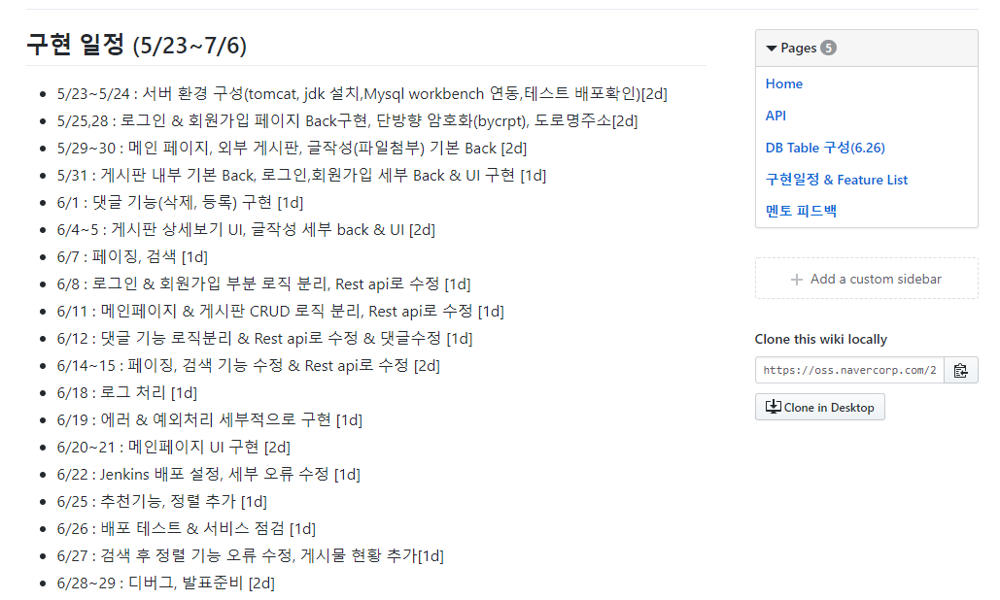 구현 일정 (5/23~7/6)
5/23~5/24 : 서버 환경 구성(tomcat, jdk 설치,Mysql workbench 연동,테스트 배포확인)[2d]
5/25,28 : 로그인 & 회원가입 페이지 Back구현, 단방향 암호화(bycrpt), 도로명주소[2d]
5/29~30 : 메인 페이지, 외부 게시판, 글작성(파일첨부) 기본 Back [2d]
5/31 : 게시판 내부 기본 Back, 로그인,회원가입 세부 Back & UI 구현 [1d]
6/1 : 댓글 기능(삭제, 등록) 구현 [1d]
6/4~5 : 게시판 상세보기 UI, 글작성 세부 back & UI [2d]
6/7 : 페이징, 검색 [1d]
6/8 : 로그인 & 회원가입 부분 로직 분리, Rest api로 수정 [1d]
6/11 : 메인페이지 & 게시판 CRUD 로직 분리, Rest api로 수정 [1d]
6/12 : 댓글 기능 로직분리 & Rest api로 수정 & 댓글수정 [1d]
6/14~15 : 페이징, 검색 기능 수정 & Rest api로 수정 [2d]
6/18 : 로그 처리 [1d]
6/19 : 에러 & 예외처리 세부적으로 구현 [1d]
6/20~21 : 메인페이지 UI 구현 [2d]
6/22 : Jenkins 배포 설정, 세부 오류 수정 [1d]
6/25 : 추천기능, 정렬 추가 [1d]
6/26 : 배포 테스트 & 서비스 점검 [1d]
6/27 : 검색 후 정렬 기능 오류 수정, 게시물 현황 추가[1d]
6/28~29 : 디버그, 발표준비 [2d]
Pages 5
Home
API
DB Table 구성(6.26)
구현일정 & Feature List
멘토 피드백
Add a custom sidebar
Clone this wiki locally
https://oss.navercorp.com/2
Clone in Desktop